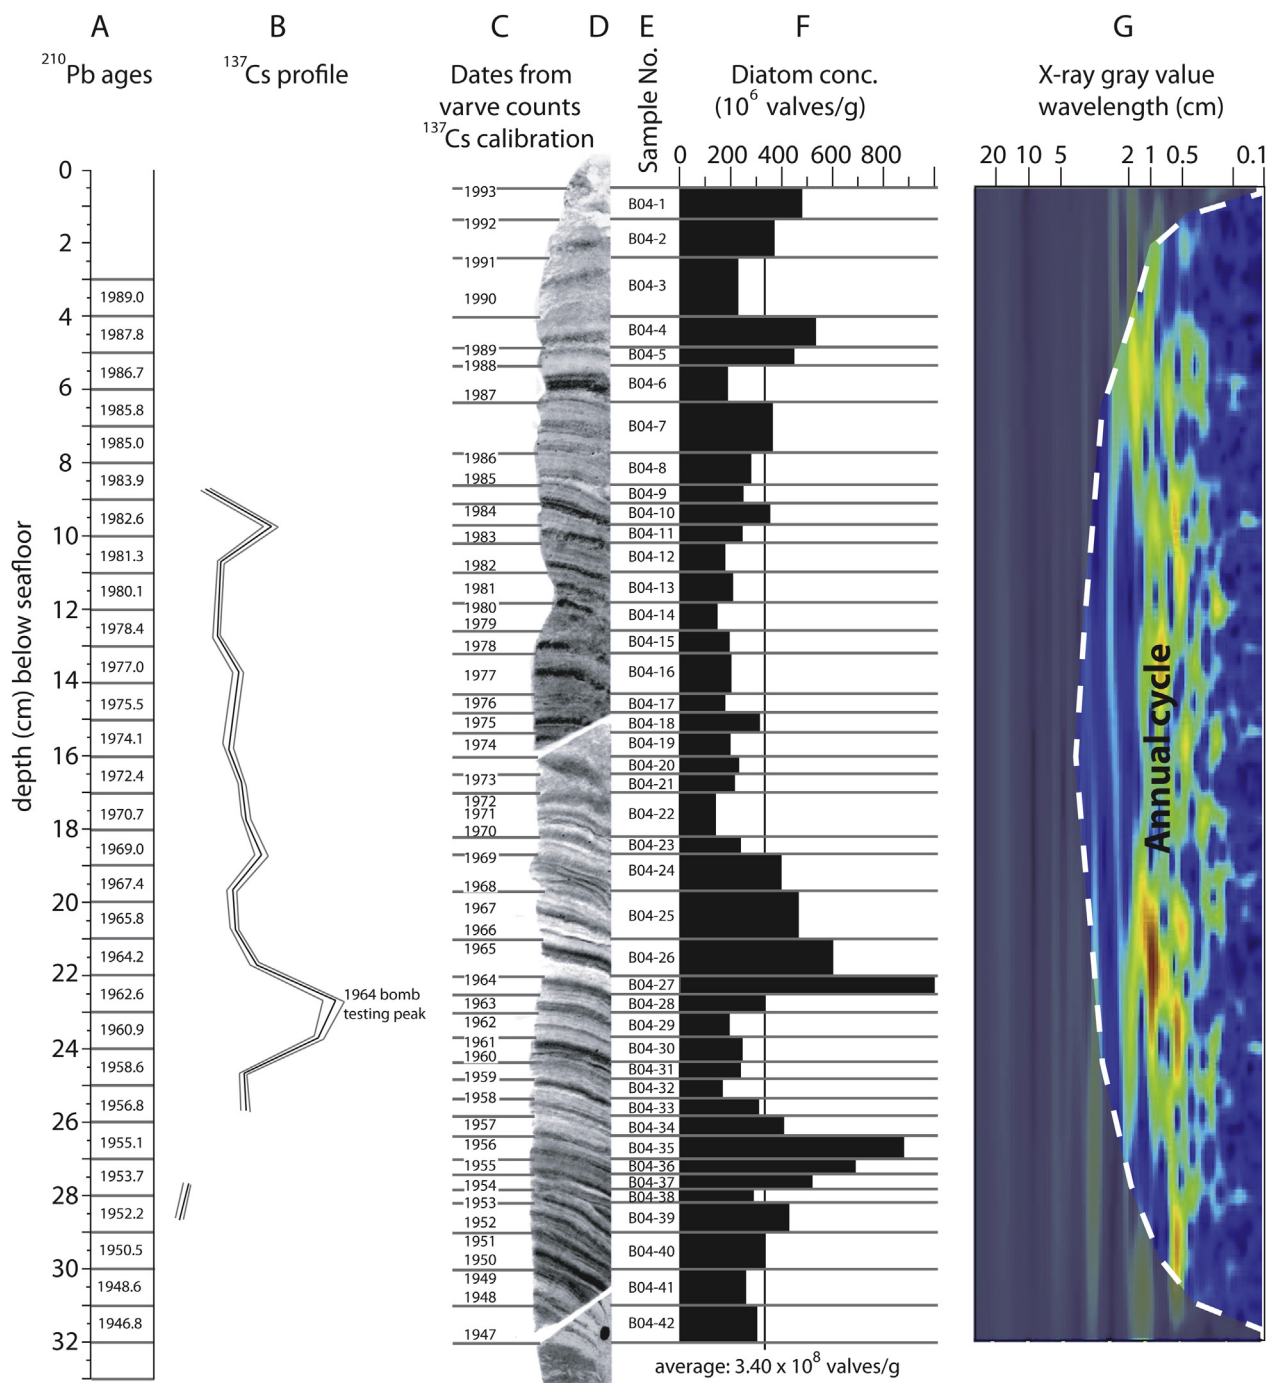 A B C D E F G
210Pb ages
137Cs profile
Dates from
varve counts
137Cs calibration
Sample No.
Diatom conc.
(10^6 valves/g)
X-ray gray value
wavelength (cm)
0 200 400 600 800
20 10 5 2 1 0.5 0.1
depth (cm) below seafloor
0
2
4
6
8
10
12
14
16
18
20
22
24
26
28
30
32
1989.0
1987.8
1986.7
1985.8
1985.0
1983.9
1982.6
1981.3
1980.1
1978.4
1977.0
1975.5
1974.1
1972.4
1970.7
1969.0
1967.4
1965.8
1964.2
1962.6
1960.9
1958.6
1956.8
1955.1
1953.7
1952.2
1950.5
1948.6
1946.8
1964 bomb
testing peak
1993
1992
1991
1990
1989
1988
1987
1986
1985
1984
1983
1982
1981
1980
1979
1978
1977
1976
1975
1974
1973
1972
1971
1970
1969
1968
1967
1966
1965
1964
1963
1962
1961
1960
1959
1958
1957
1956
1955
1954
1953
1952
1951
1950
1949
1948
1947
B04-1
B04-2
B04-3
B04-4
B04-5
B04-6
B04-7
B04-8
B04-9
B04-10
B04-11
B04-12
B04-13
B04-14
B04-15
B04-16
B04-17
B04-18
B04-19
B04-20
B04-21
B04-22
B04-23
B04-24
B04-25
B04-26
B04-27
B04-28
B04-29
B04-30
B04-31
B04-32
B04-33
B04-34
B04-35
B04-36
B04-37
B04-38
B04-39
B04-40
B04-41
B04-42
average: 3.40 x 10^8 valves/g
Annual cycle